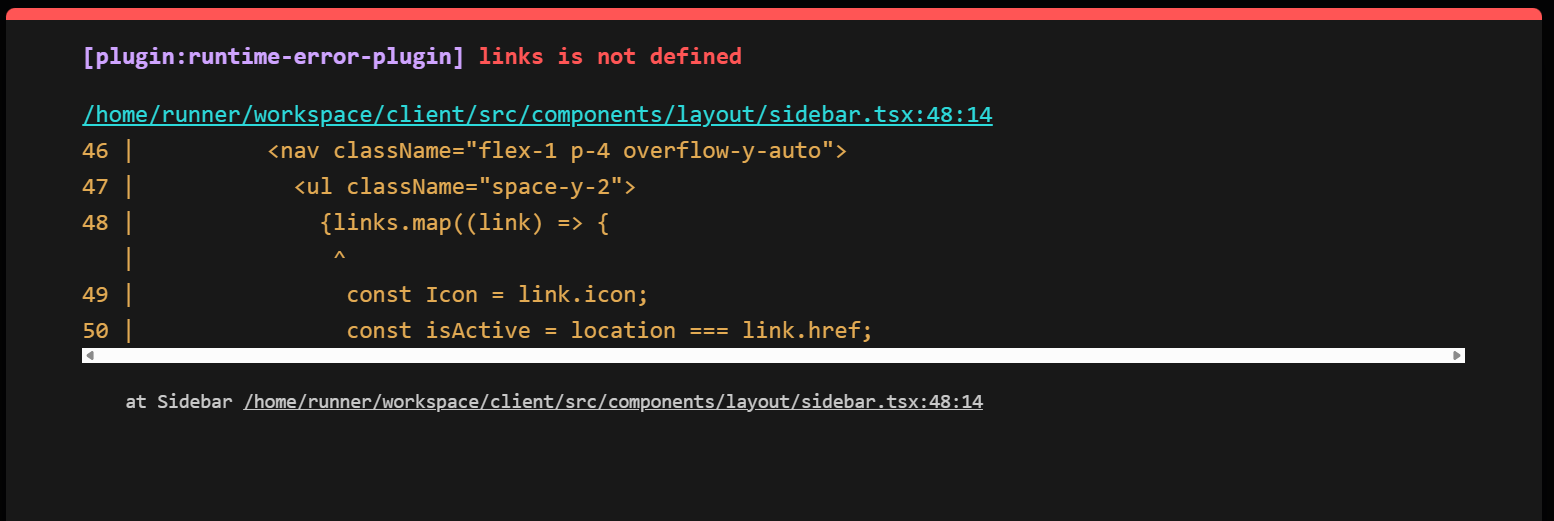 [plugin:runtime-error-plugin] links is not defined
/home/runner/workspace/client/src/components/layout/sidebar.tsx:48:14
46 |          <nav className="flex-1 p-4 overflow-y-auto">
47 |            <ul className="space-y-2">
48 |              {links.map((link) => {
   |               ^
49 |                const Icon = link.icon;
50 |                const isActive = location === link.href;
at Sidebar /home/runner/workspace/client/src/components/layout/sidebar.tsx:48:14